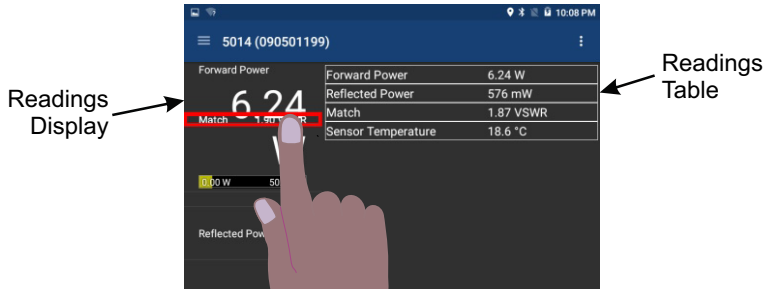 10:08 PM
5014 (090501199)
Readings
Display
Forward Power
6.24
Match
0.00 W
50
Reflected
Forward Power 6.24 W
Reflected Power 576 mW
Match 1.87 VSWR
Sensor Temperature 18.6 °C
Readings
Table